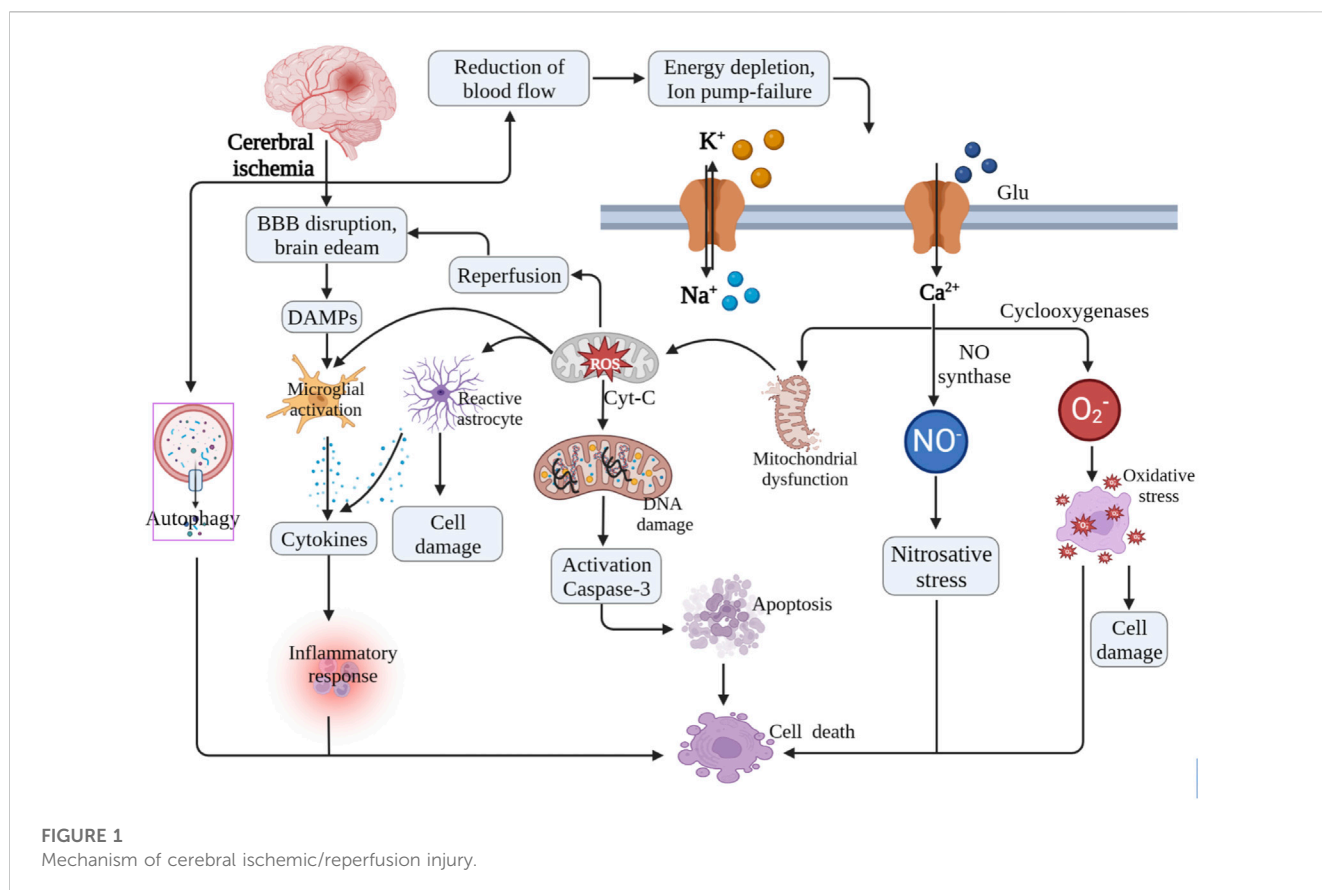 Reduction of
blood flow
Energy depletion,
Ion pump-failure
Cererbral
ischemia
K⁺
Glu
BBB disruption,
brain edeam
Reperfusion
Na⁺
Ca²⁺
DAMPs
Cyclooxygenases
NO
synthase
ROS
Microglial
activation
Reactive
astrocyte
Cyt-C
O₂⁻
NO⁻
Mitochondrial
dysfunction
Oxidative
stress
DNA
damage
Autophagy
Cytokines
Cell
damage
Activation
Caspase-3
Nitrosative
stress
Apoptosis
Cell
damage
Inflammatory
response
Cell death
FIGURE 1
Mechanism of cerebral ischemic/reperfusion injury.